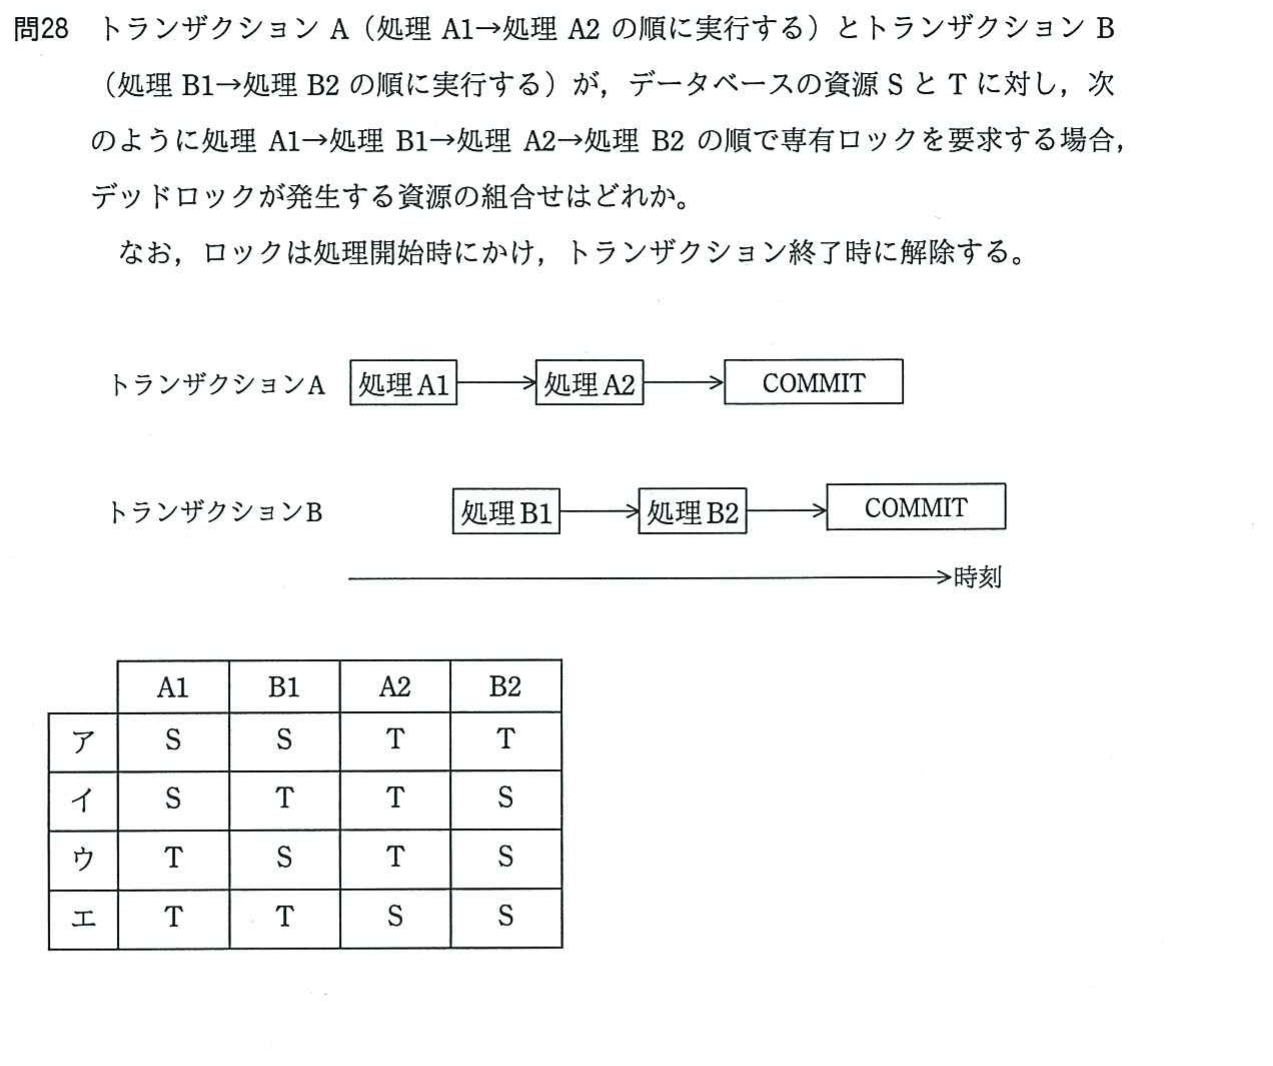 問28 トランザクション A（処理 A1→処理 A2 の順に実行する）とトランザクション B
（処理 B1→処理 B2 の順に実行する）が，データベースの資源 S と T に対し，次
のように処理 A1→処理 B1→処理 A2→処理 B2 の順で専有ロックを要求する場合，
デッドロックが発生する資源の組合せはどれか。
なお，ロックは処理開始時にかけ，トランザクション終了時に解除する。
トランザクションA 処理A1 処理A2 COMMIT
トランザクションB 処理B1 処理B2 COMMIT
時刻
A1 B1 A2 B2
ア S S T T
イ S T T S
ウ T S T S
エ T T S S